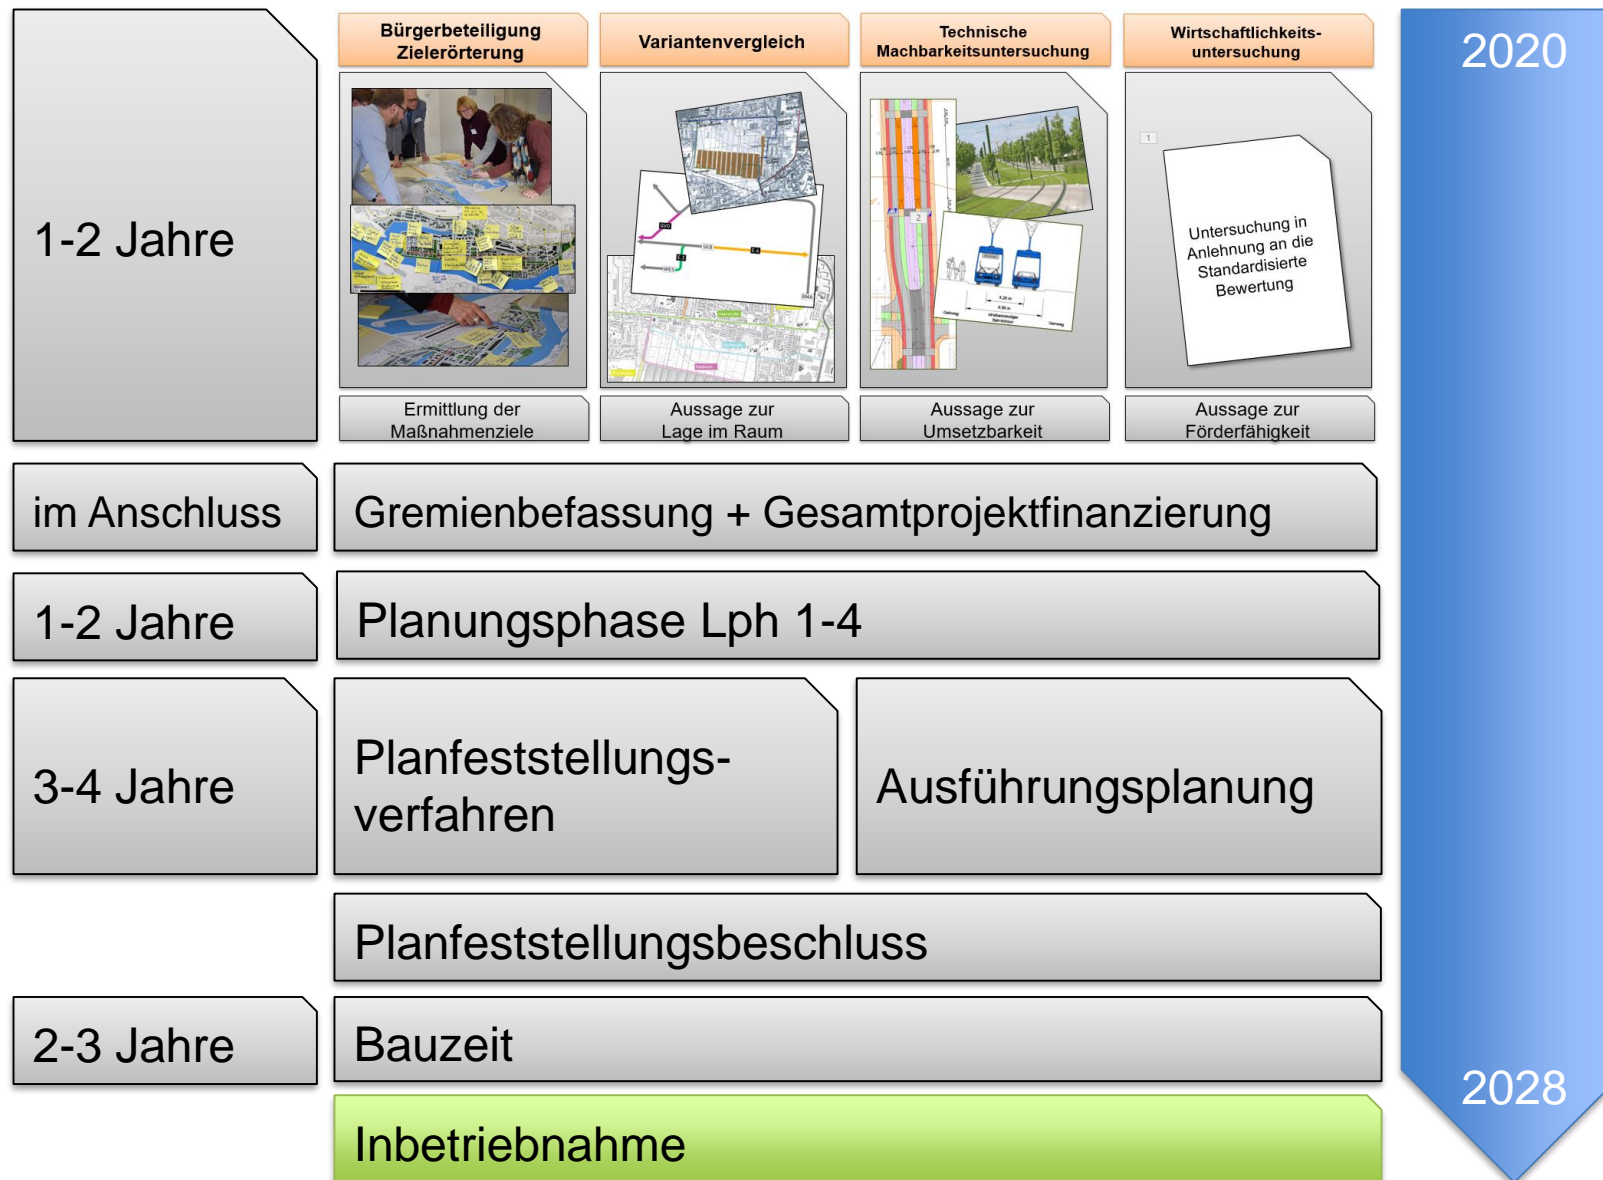 1-2 Jahre
Bürgerbeteiligung
Zielerörterung
Variantenvergleich
Technische
Machbarkeitsuntersuchung
Wirtschaftlichkeits-
untersuchung
1
2
Untersuchung in
Anlehnung an die
Standardisierte
Bewertung
Ermittlung der
Maßnahmenziele
Aussage zur
Lage im Raum
Aussage zur
Umsetzbarkeit
Aussage zur
Förderfähigkeit
im Anschluss
Gremienbefassung + Gesamtprojektfinanzierung
1-2 Jahre
Planungsphase Lph 1-4
3-4 Jahre
Planfeststellungs-
verfahren
Ausführungsplanung
Planfeststellungsbeschluss
2-3 Jahre
Bauzeit
Inbetriebnahme
2020
2028